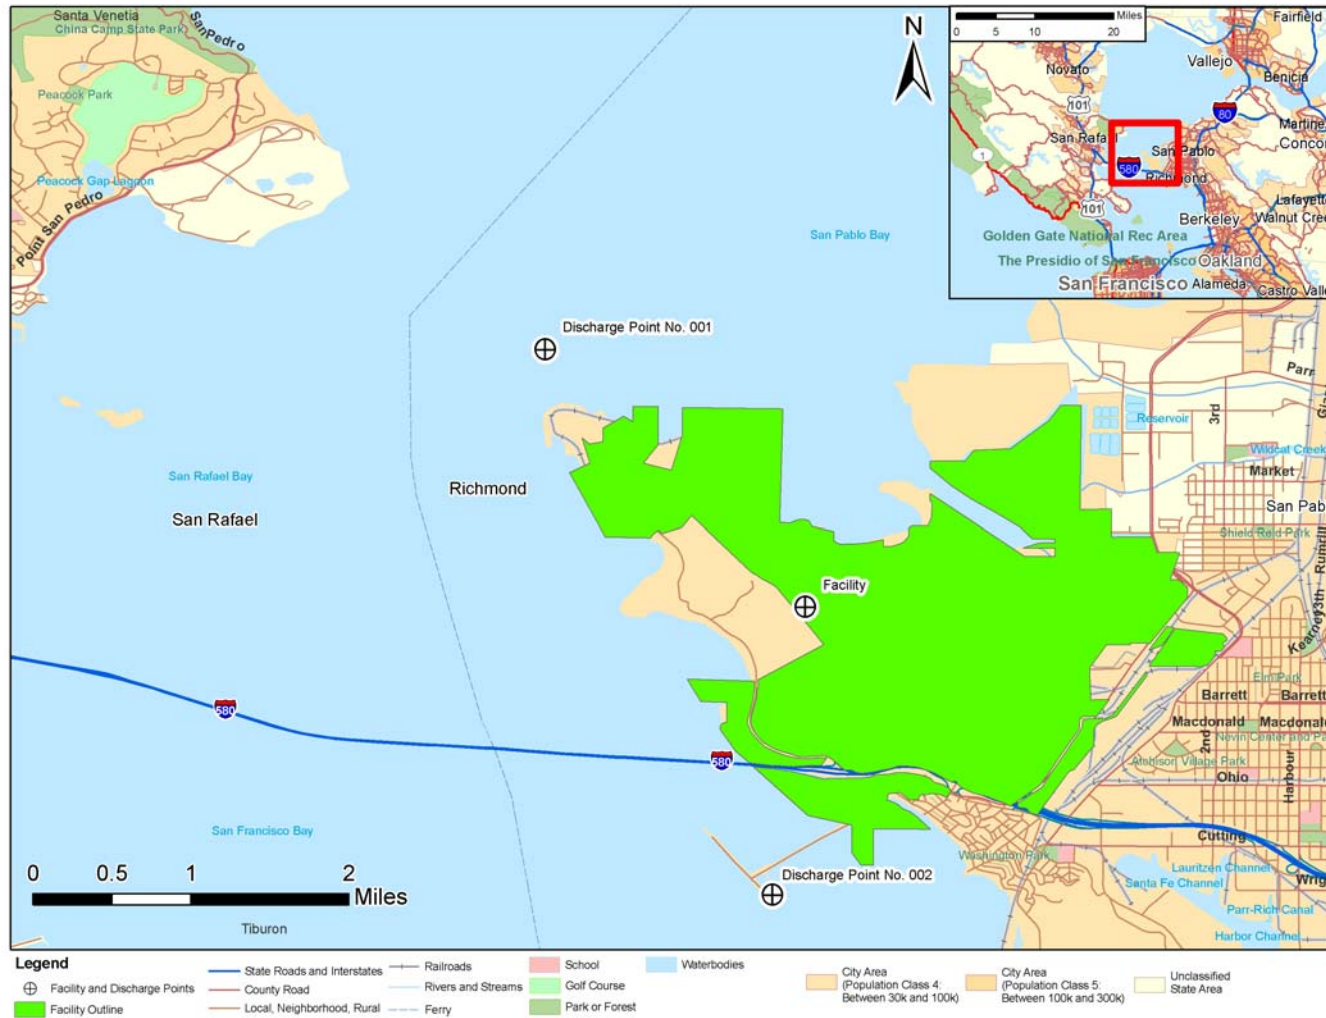 Santa Venetia
China Camp State Park
San Pedro
Peacock Park
Peacock Gap Lagoon
Point San Pedro
N
Miles
0 5 10 20
Fairfield
Vallejo
Benicia
Novato
101
80
San Rafael
San Pablo
580
Richmond
1
101
Berkeley
Golden Gate National Rec Area
The Presidio of San Francisco
Oakland
San Francisco
Alameda
San Pablo Bay
Discharge Point No. 001
Parr
3rd
Reservoir
Wildcat Creek
Market
San Rafael Bay
Richmond
San Rafael
Shield Reid Park
Facility
Elm Park
580
Barrett
Barrett
580
Macdonald
2nd
Atchison Village Park
Ohio
Harbour
San Francisco Bay
Cutting
Washington Park
Lauritzen Channel
Santa Fe Channel
Discharge Point No. 002
0 0.5 1 2
Miles
Parr-Rich Canal
Harbor Channel
Tiburon
Legend
Facility and Discharge Points
Facility Outline
State Roads and Interstates
County Road
Local, Neighborhood, Rural
Railroads
Rivers and Streams
Ferry
School
Golf Course
Park or Forest
Waterbodies
City Area
(Population Class 4:
Between 30k and 100k)
City Area
(Population Class 5:
Between 100k and 300k)
Unclassified
State Area